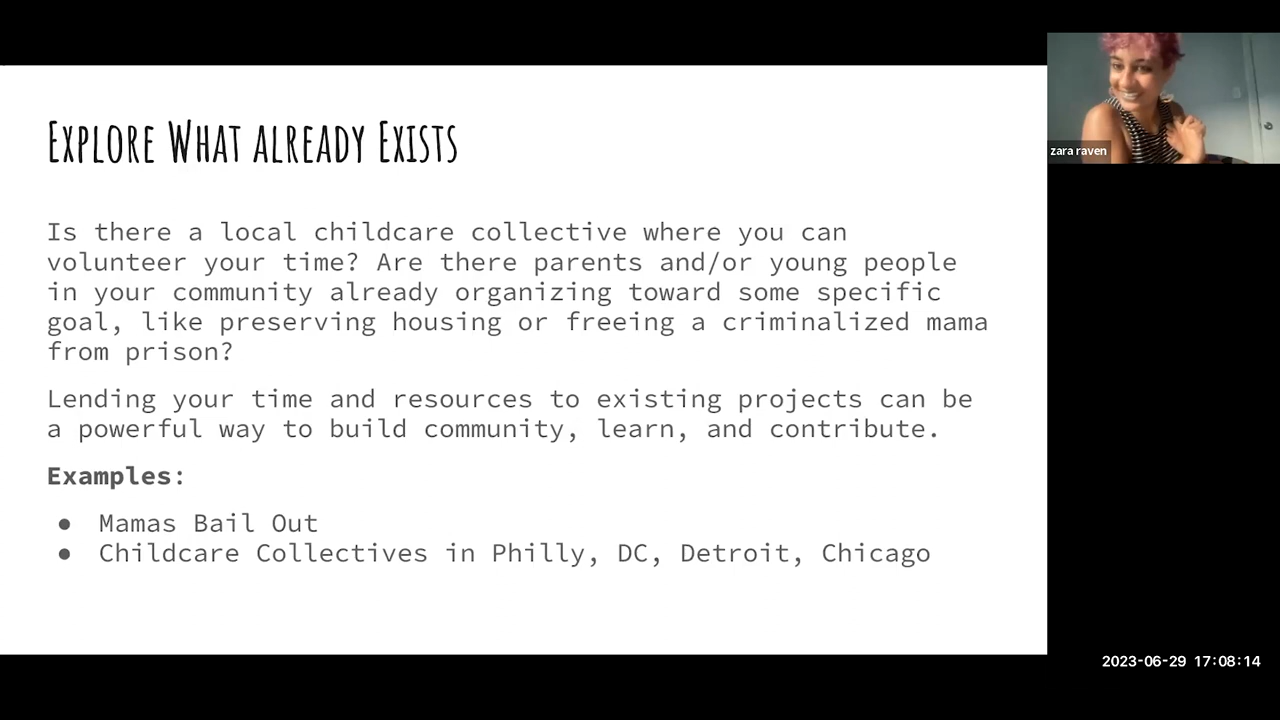 Explore What already Exists
Is there a local childcare collective where you can
volunteer your time? Are there parents and/or young people
in your community already organizing toward some specific
goal, like preserving housing or freeing a criminalized mama
from prison?
Lending your time and resources to existing projects can be
a powerful way to build community, learn, and contribute.
Examples:
● Mamas Bail Out
● Childcare Collectives in Philly, DC, Detroit, Chicago
zara raven
2023-06-29 17:08:14